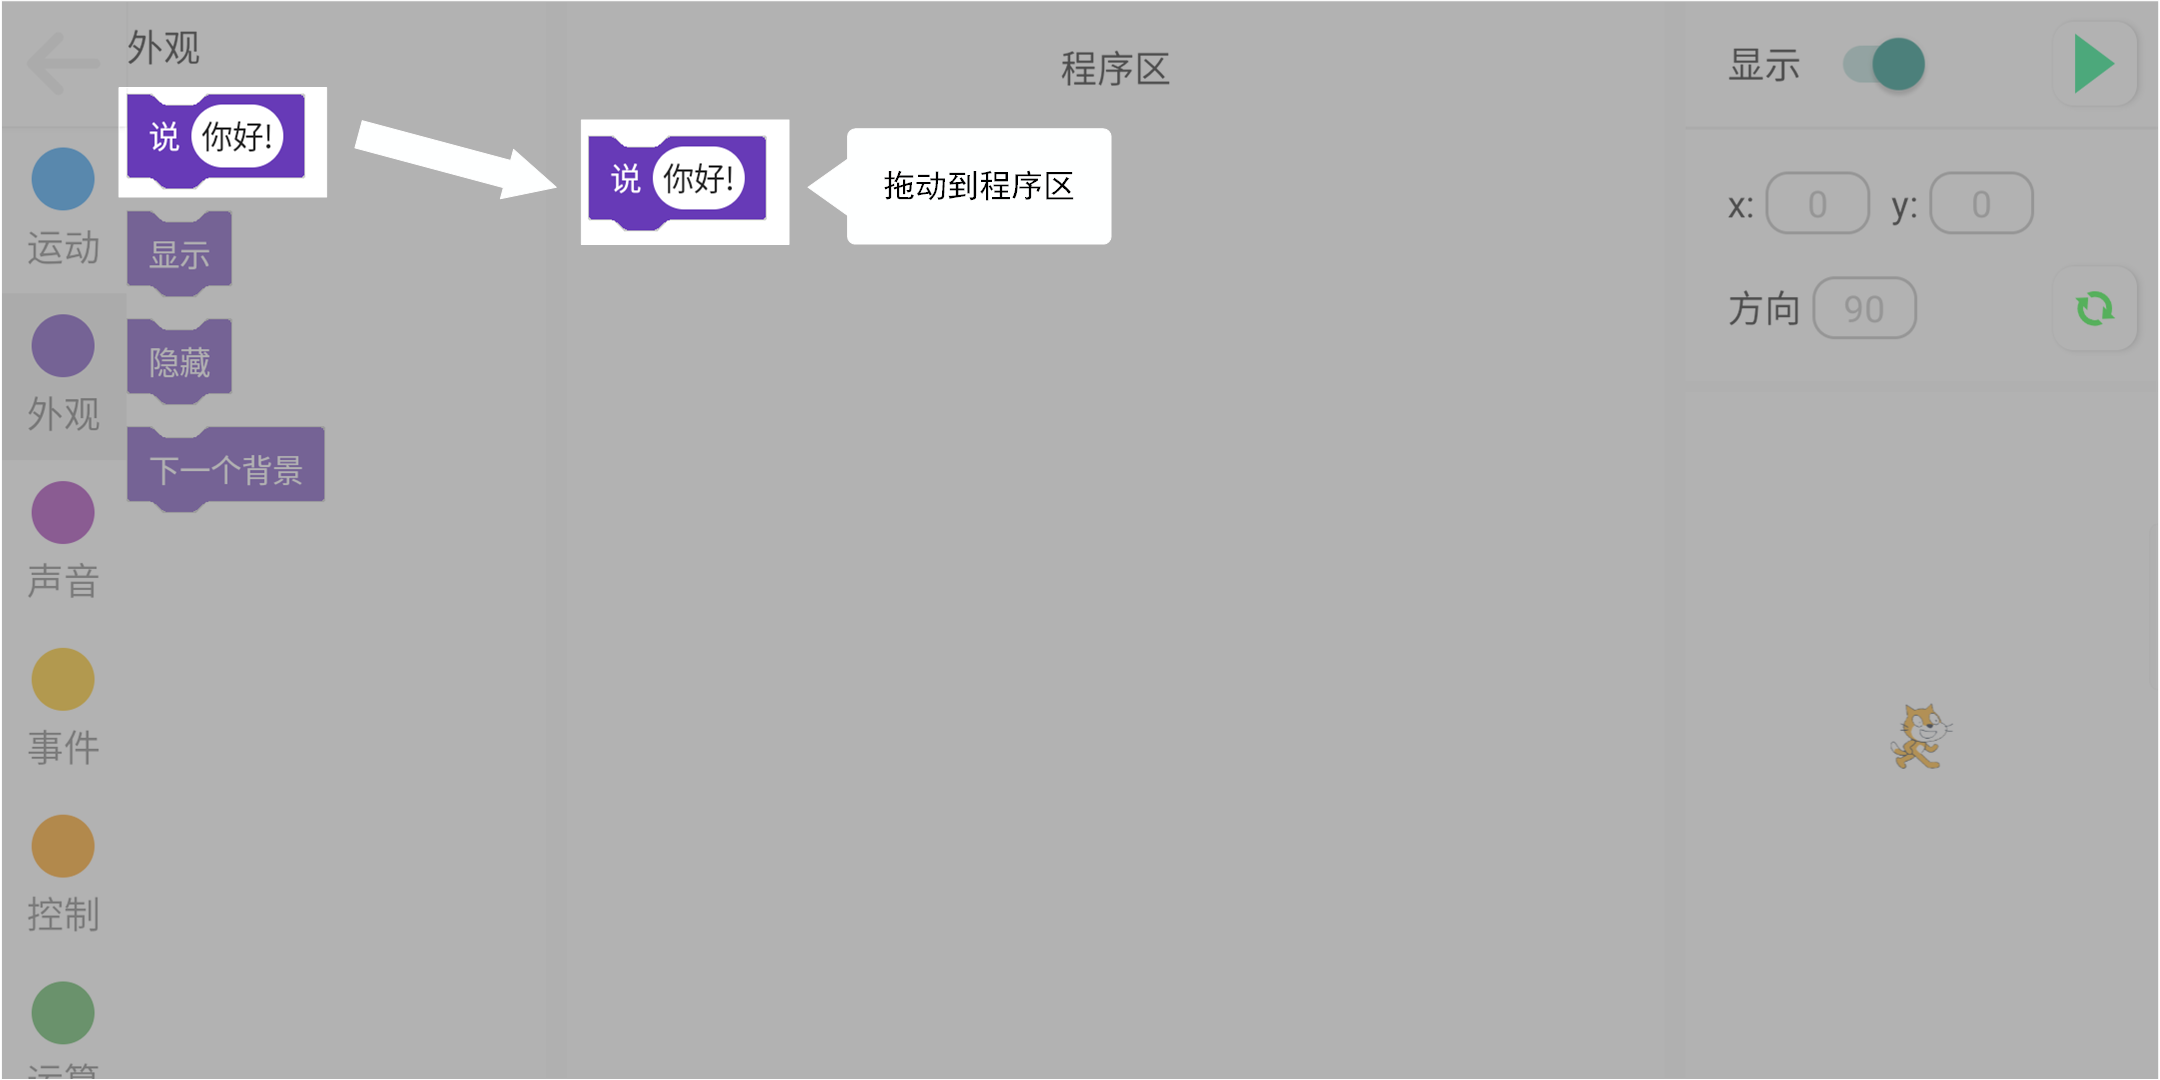 外观
程序区
显示
说 你好!
说 你好!
拖动到程序区
x: 0 y: 0
运动
显示
方向 90
隐藏
外观
下一个背景
声音
事件
控制
运算